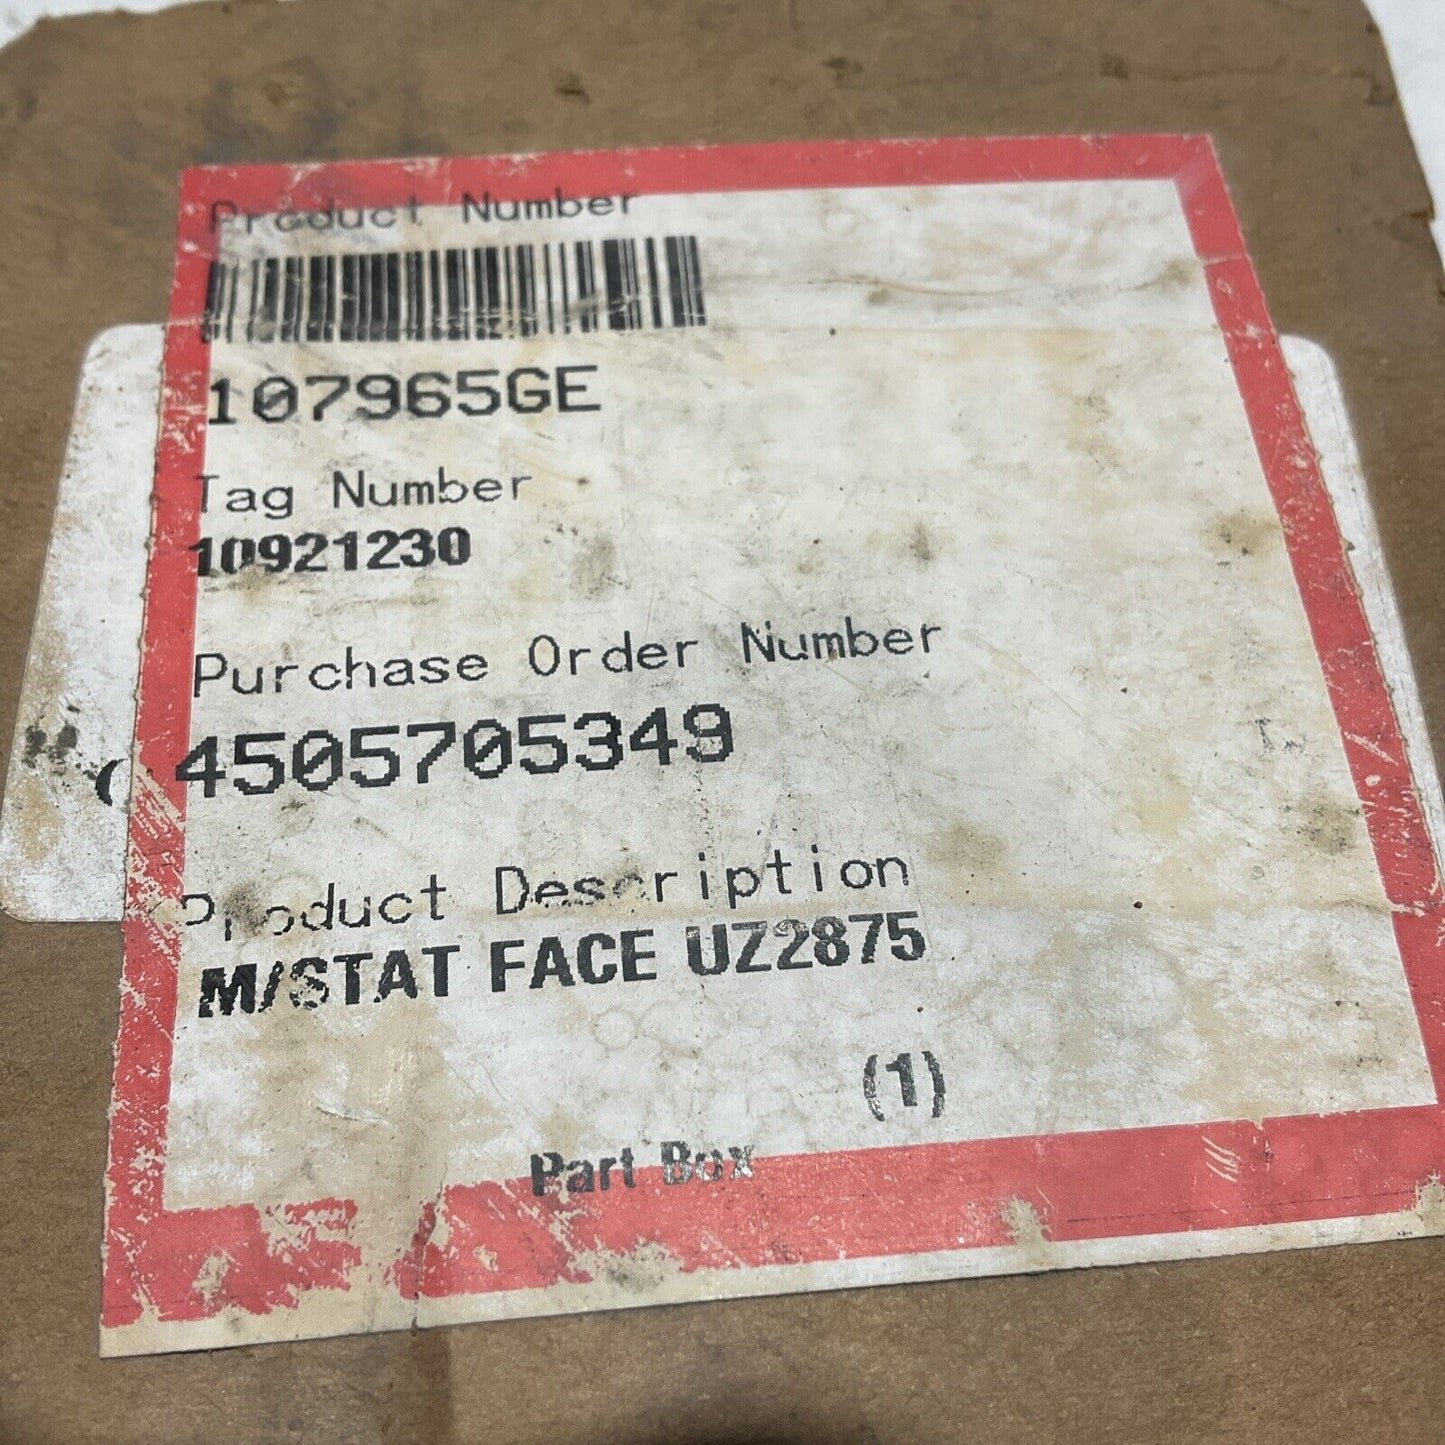 Product Number
107965GE
Tag Number
10921230
Purchase Order Number
4505705349
Product Description
M/STAT FACE UZ2875
(1)
Part Box